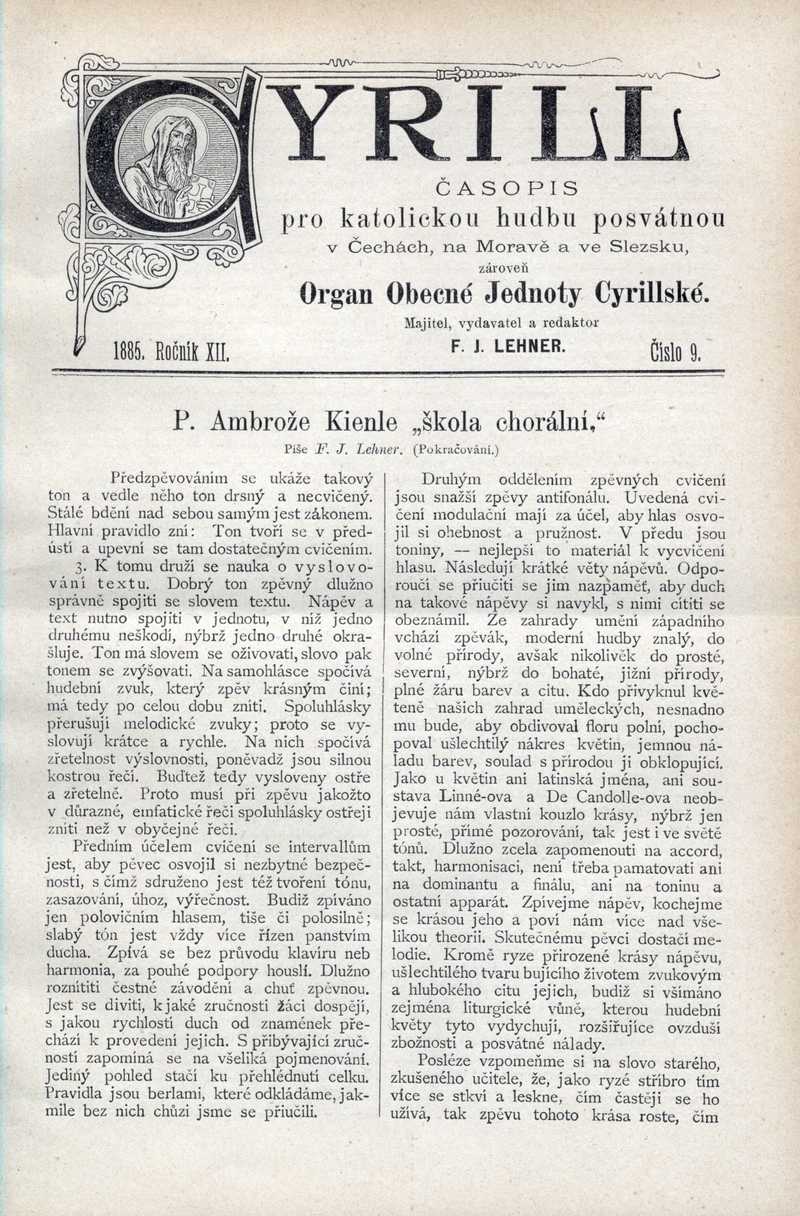 CYRILL
ČASOPIS
pro katolickou hudbu posvátnou
v Čechách, na Moravě a ve Slezsku,
zároveň
Organ Obecné Jednoty Cyrillské.
Majitel, vydavatel a redaktor
1885. Ročník XII.
F. J. LEHNER.
Číslo 9.
P. Ambrože Kienle „škola chorální.“
Píše F. J. Lehner. (Pokračování.)
Předzpěvováním se ukáže takový
ton a vedle něho ton drsný a necvičený.
Stálé bdění nad sebou samým jest zákonem.
Hlavní pravidlo zní: Ton tvoří se v před-
ústí a upevní se tam dostatečným cvičením.
3. K tomu druží se nauka o vyslovo-
vání textu. Dobrý ton zpěvný dlužno
správně spojiti se slovem textu. Nápěv a
text nutno spojiti v jednotu, v níž jedno
druhému neškodí, nýbrž jedno druhé okra-
šluje. Ton má slovem se oživovati, slovo pak
tonem se zvýšovati. Na samohlásce spočívá
hudební zvuk, který zpěv krásným činí;
má tedy po celou dobu zníti. Spoluhlásky
přerušují melodické zvuky; proto se vy-
slovují krátce a rychle. Na nich spočívá
zřetelnost výslovnosti, poněvadž jsou silnou
kostrou řeči. Buďtež tedy vysloveny ostře
a zřetelně. Proto musí při zpěvu jakožto
v důrazné, emfatické řeči spoluhlásky ostřeji
zníti než v obyčejné řeči.
Předním účelem cvičení se intervallům
jest, aby pěvec osvojil si nezbytné bezpeč-
nosti, s čímž sdruženo jest též tvoření tónu,
zasazování, úhoz, výřečnost. Budiž zpíváno
jen polovičním hlasem, tiše či polosilně;
slabý tón jest vždy více řízen panstvím
ducha. Zpívá se bez průvodu klavíru neb
harmonia, za pouhé podpory houslí. Dlužno
roznítiti čestné závodění a chuť zpěvnou.
Jest se diviti, k jaké zručnosti žáci dospějí,
s jakou rychlostí duch od znamének pře-
chází k provedení jejich. S přibývající zruč-
ností zapomíná se na všeliká pojmenování.
Jediný pohled stačí ku přehlédnutí celku.
Pravidla jsou berlami, které odkládáme, jak-
mile bez nich chůzi jsme se přiučili.
Druhým oddělením zpěvných cvičení
jsou snažší zpěvy antifonálu. Uvedená cvi-
čení modulační mají za účel, aby hlas osvo-
jil si ohebnost a pružnost. V předu jsou
toniny, — nejlepší to materiál k vycvičení
hlasu. Následují krátké věty nápěvů. Odpo-
roučí se přiučiti se jim nazpaměť, aby duch
na takové nápěvy si navykl, s nimi cítiti se
obeznámil. Ze zahrady umění západního
vchází zpěvák, moderní hudby znalý, do
volné přírody, avšak nikolivěk do prosté,
severní, nýbrž do bohaté, jižní přírody,
plné žáru barev a citu. Kdo přivyknul kvě-
teně našich zahrad uměleckých, nesnadno
mu bude, aby obdivoval floru polní, pocho-
poval ušlechtilý nákres květin, jemnou ná-
ladu barev, soulad s přírodou ji obklopující.
Jako u květin ani latinská jména, ani sou-
stava Linné-ova a De Candolle-ova neob-
jevuje nám vlastní kouzlo krásy, nýbrž jen
prosté, přímé pozorování, tak jest i ve světě
tónů. Dlužno zcela zapomenouti na accord,
takt, harmonisaci, není třeba pamatovati ani
na dominantu a finálu, ani na toninu a
ostatní apparát. Zpívejme nápěv, kochejme
se krásou jeho a poví nám více nad vše-
likou theorii. Skutečnému pěvci dostačí me-
lodie. Kromě ryze přirozené krásy nápěvu,
ušlechtilého tvaru bujícího životem zvukovým
a hlubokého citu jejich, budiž si všímáno
zejména liturgické vůně, kterou hudební
květy tyto vydychují, rozšiřujíce ovzduší
zbožnosti a posvátné nálady.
Posléze vzpomeňme si na slovo starého,
zkušeného učitele, že, jako ryzé stříbro tím
více se stkví a leskne, čím častěji se ho
užívá, tak zpěvu tohoto krása roste, čím